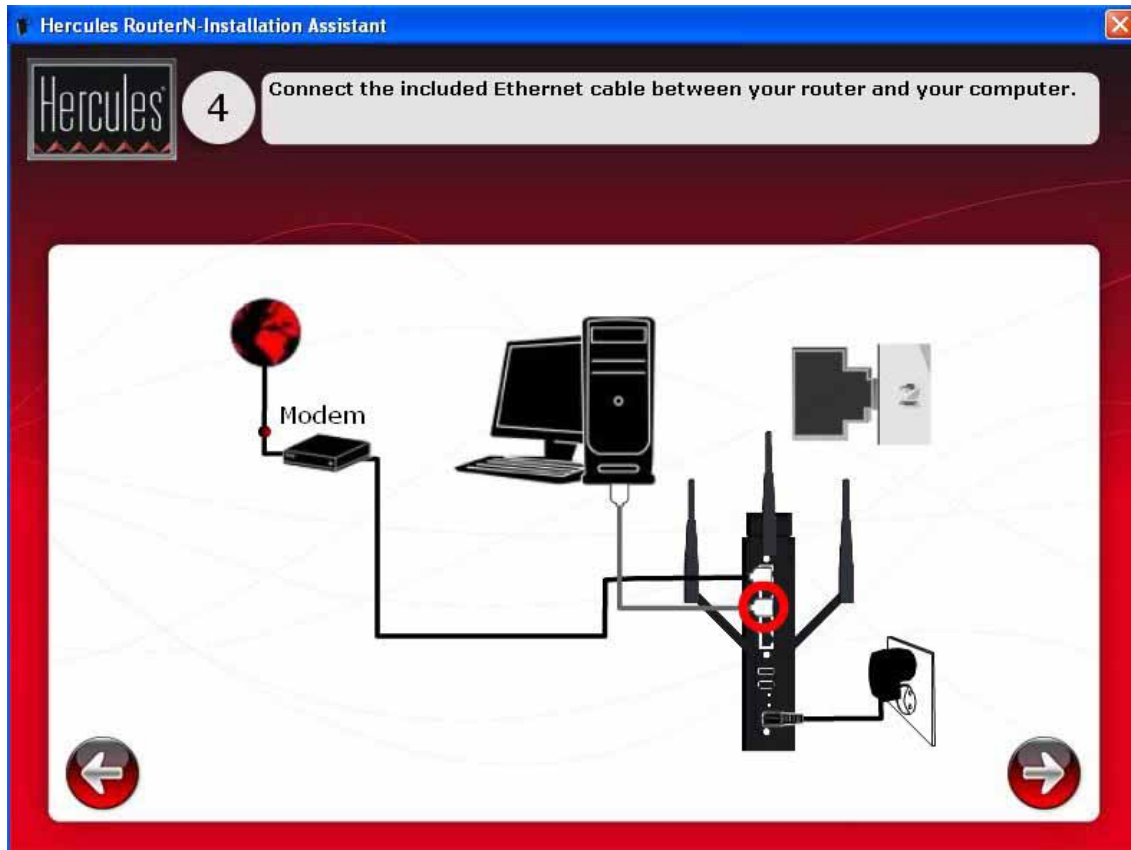 Hercules RouterN-Installation Assistant
Hercules
4
Connect the included Ethernet cable between your router and your computer.
Modem
2